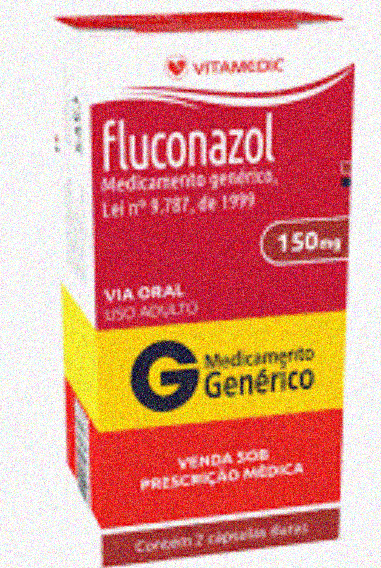 VITAMEDIC
fluconazol
Medicamento genérico,
Lei nº 9.787, de 1999
150mg
VIA ORAL
USO ADULTO
G Medicamento
Genérico
VENDA SOB
PRESCRIÇÃO MÉDICA
Contém 2 cápsulas duras